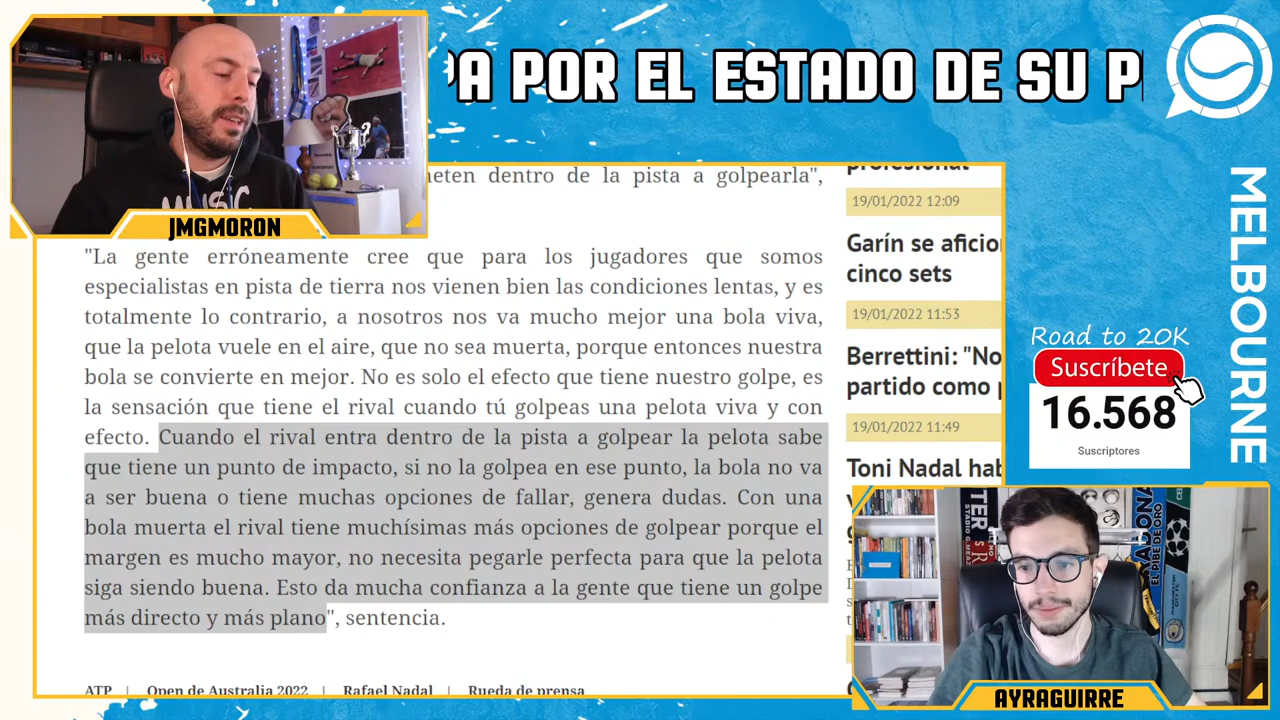 PA POR EL ESTADO DE SU P
MUSIC
JMGMORON
meten dentro de la pista a golpearla",
"La gente erróneamente cree que para los jugadores que somos
especialistas en pista de tierra nos vienen bien las condiciones lentas, y es
totalmente lo contrario, a nosotros nos va mucho mejor una bola viva,
que la pelota vuele en el aire, que no sea muerta, porque entonces nuestra
bola se convierte en mejor. No es solo el efecto que tiene nuestro golpe, es
la sensación que tiene el rival cuando tú golpeas una pelota viva y con
efecto. Cuando el rival entra dentro de la pista a golpear la pelota sabe
que tiene un punto de impacto, si no la golpea en ese punto, la bola no va
a ser buena o tiene muchas opciones de fallar, genera dudas. Con una
bola muerta el rival tiene muchísimas más opciones de golpear porque el
margen es mucho mayor, no necesita pegarle perfecta para que la pelota
siga siendo buena. Esto da mucha confianza a la gente que tiene un golpe
más directo y más plano", sentencia.
ATP | Open de Australia 2022 | Rafael Nadal | Rueda de prensa
profesional
19/01/2022 12:09
Garín se aficio
cinco sets
19/01/2022 11:53
Berrettini: "No
partido como p
19/01/2022 11:49
Toni Nadal hab
MELBOURNE
Road to 20K
Suscríbete
16.568
Suscriptores
EL PIBE DE ORO
AYRAGUIRRE